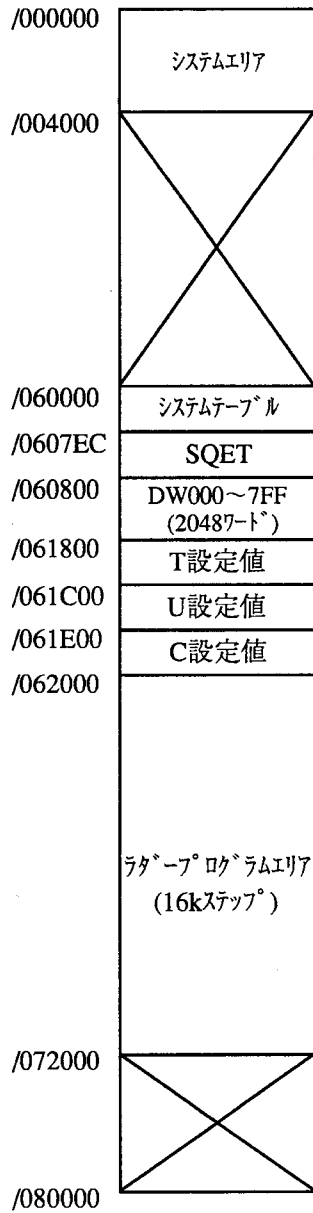 /000000
システムエリア
/004000
/060000
システムテーブル
/0607EC
SQET
/060800
DW000～7FF
(2048ワード)
/061800
T設定値
/061C00
U設定値
/061E00
C設定値
/062000
ラダープログラムエリア
(16kステップ)
/072000
/080000